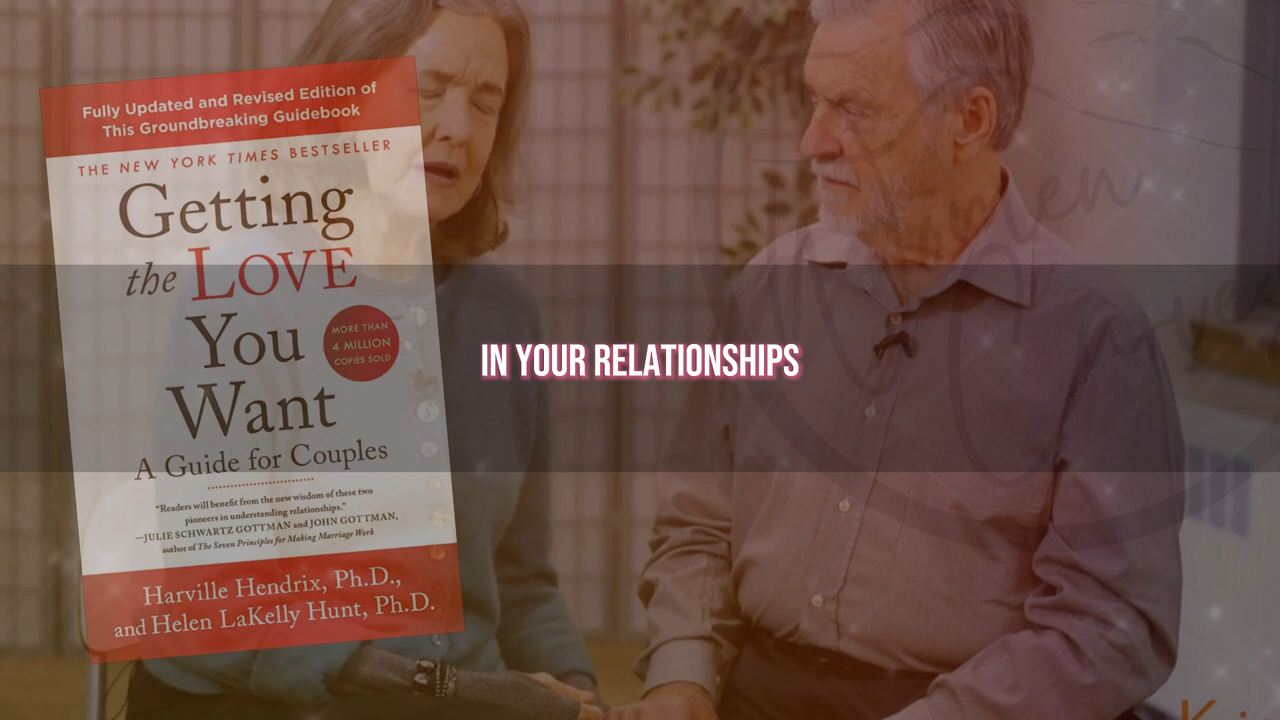 Fully Updated and Revised Edition of
This Groundbreaking Guidebook
THE NEW YORK TIMES BESTSELLER
Getting
the LOVE
You
Want
MORE THAN
4 MILLION
COPIES SOLD
A Guide for Couples
"Readers will benefit from the new wisdom of these two
pioneers in understanding relationships."
—JULIE SCHWARTZ GOTTMAN and JOHN GOTTMAN,
author of The Seven Principles for Making Marriage Work
Harville Hendrix, Ph.D.,
and Helen LaKelly Hunt, Ph.D.
IN YOUR RELATIONSHIPS